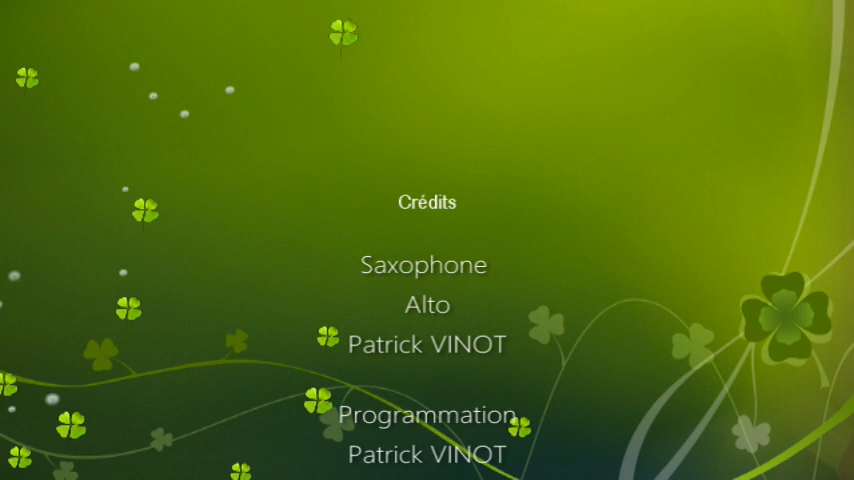 Crédits
Saxophone
Alto
Patrick VINOT
Programmation
Patrick VINOT